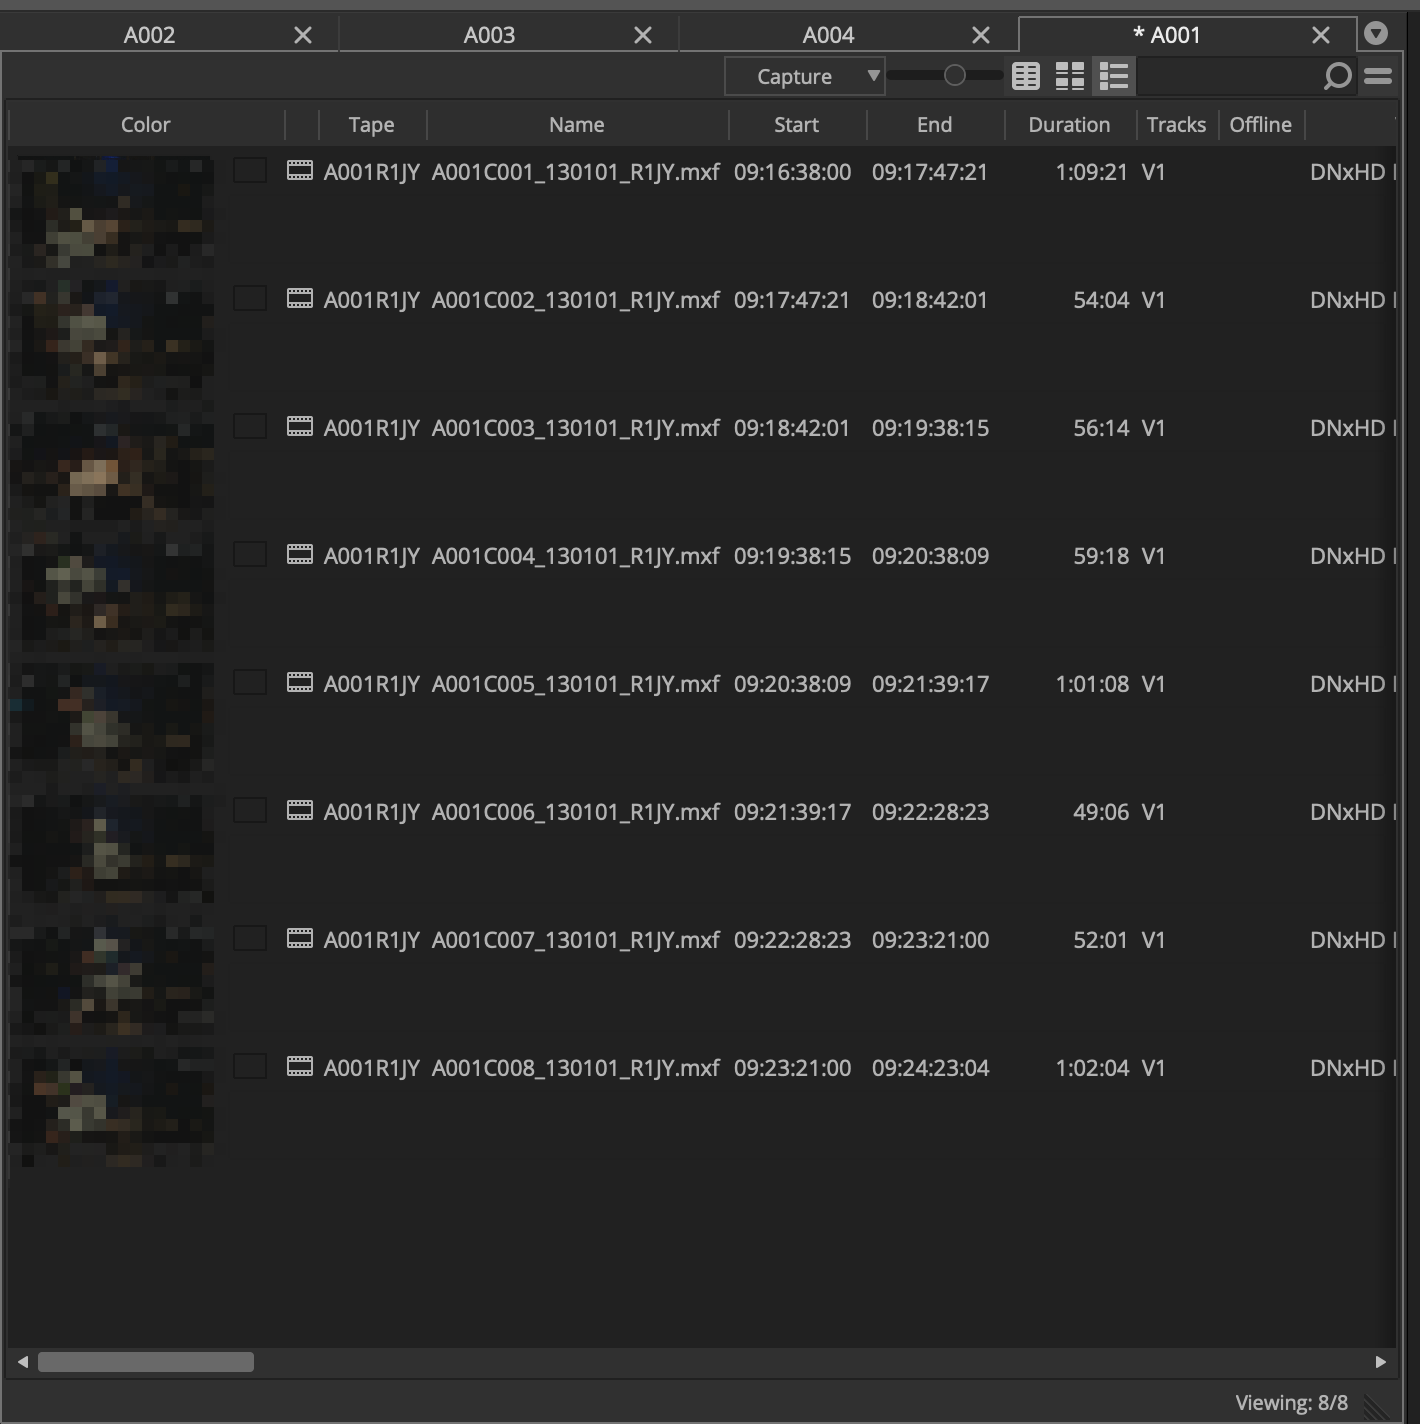 A002 A003 A004 * A001
Capture
Color Tape Name Start End Duration Tracks Offline
A001R1JY A001C001_130101_R1JY.mxf 09:16:38:00 09:17:47:21 1:09:21 V1 DNxHD
A001R1JY A001C002_130101_R1JY.mxf 09:17:47:21 09:18:42:01 54:04 V1 DNxHD
A001R1JY A001C003_130101_R1JY.mxf 09:18:42:01 09:19:38:15 56:14 V1 DNxHD
A001R1JY A001C004_130101_R1JY.mxf 09:19:38:15 09:20:38:09 59:18 V1 DNxHD
A001R1JY A001C005_130101_R1JY.mxf 09:20:38:09 09:21:39:17 1:01:08 V1 DNxHD
A001R1JY A001C006_130101_R1JY.mxf 09:21:39:17 09:22:28:23 49:06 V1 DNxHD
A001R1JY A001C007_130101_R1JY.mxf 09:22:28:23 09:23:21:00 52:01 V1 DNxHD
A001R1JY A001C008_130101_R1JY.mxf 09:23:21:00 09:24:23:04 1:02:04 V1 DNxHD
Viewing: 8/8